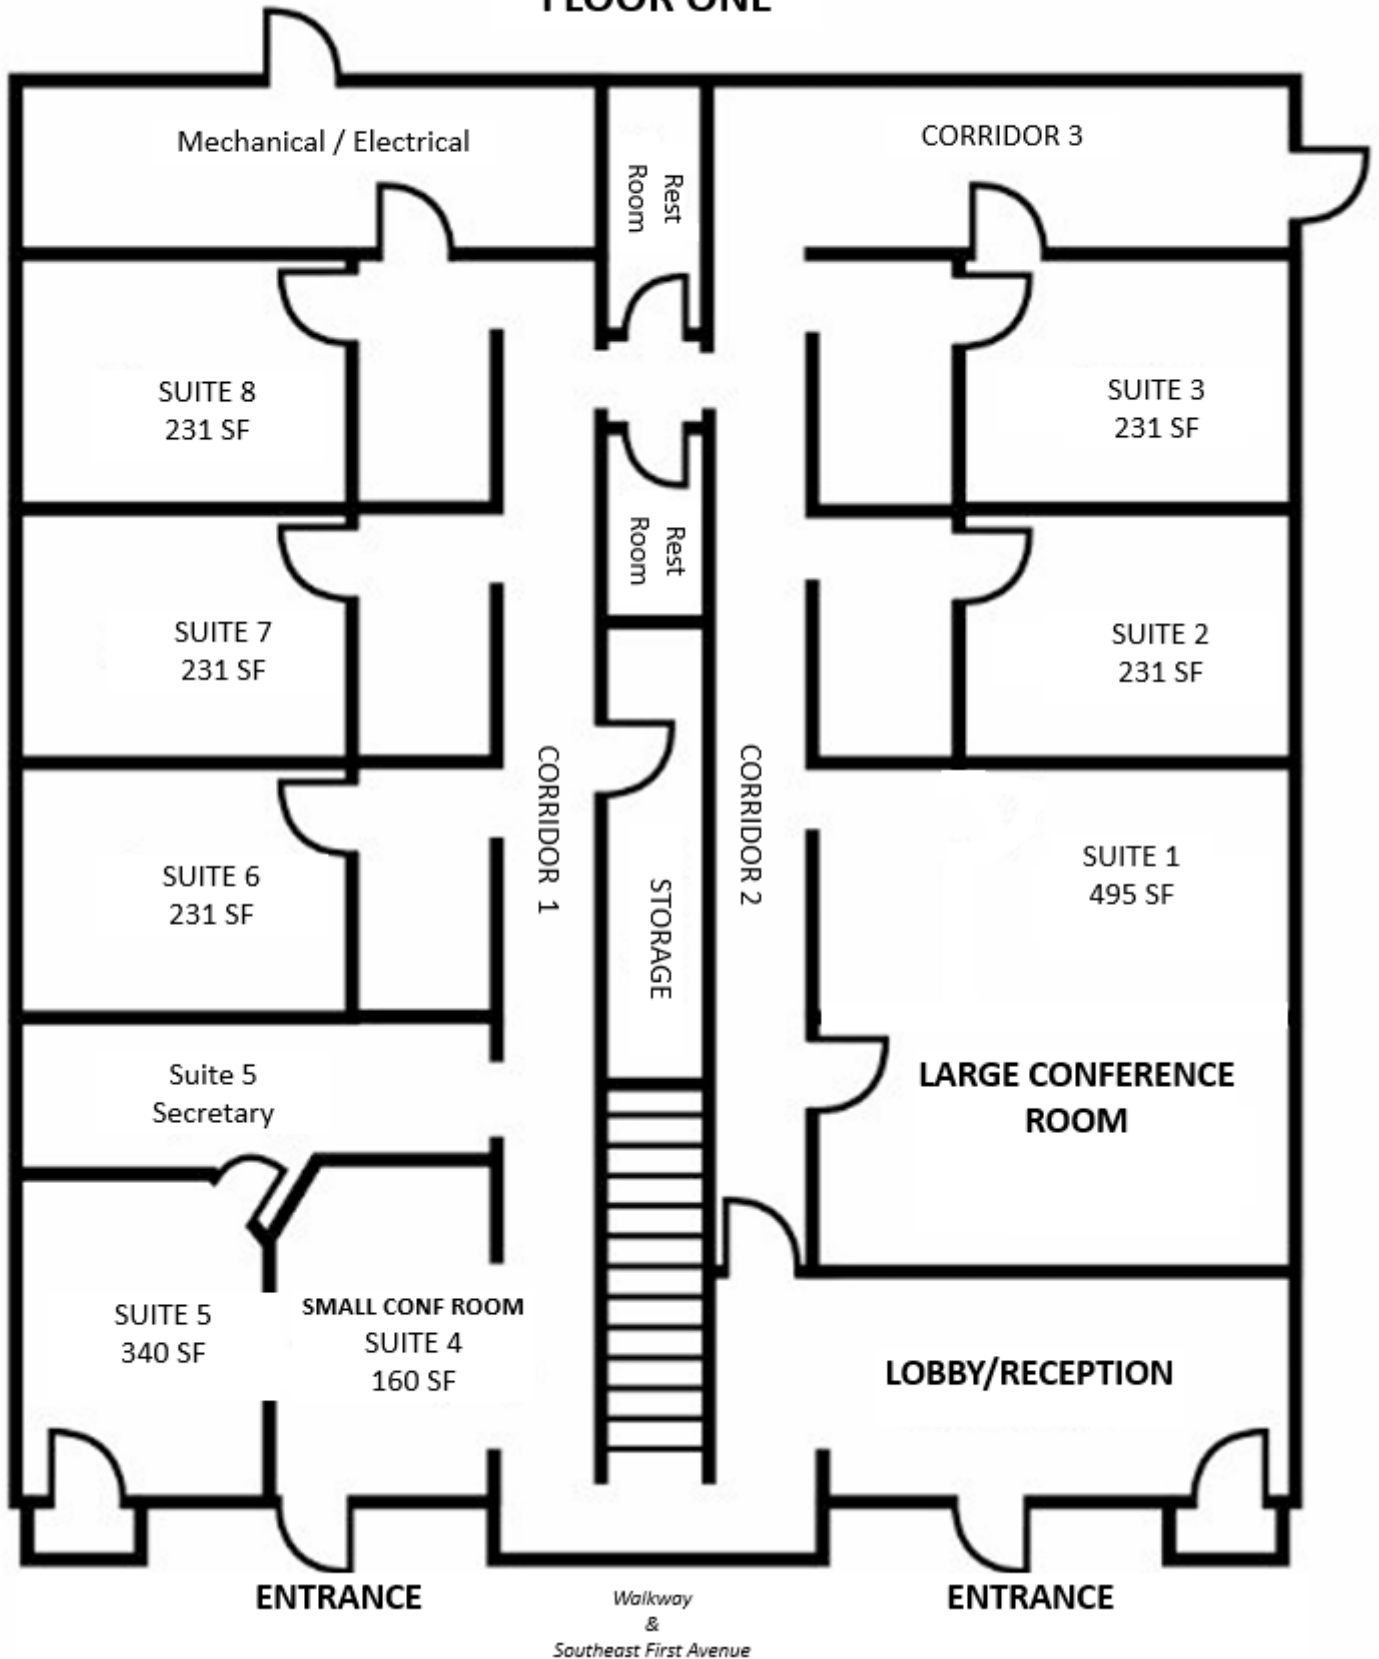 FLOOR ONE
Mechanical / Electrical
CORRIDOR 3
Rest
Room
SUITE 8
231 SF
SUITE 3
231 SF
Rest
Room
SUITE 7
231 SF
SUITE 2
231 SF
CORRIDOR 1
CORRIDOR 2
STORAGE
SUITE 6
231 SF
SUITE 1
495 SF
Suite 5
Secretary
LARGE CONFERENCE
ROOM
SUITE 5
340 SF
SMALL CONF ROOM
SUITE 4
160 SF
LOBBY/RECEPTION
ENTRANCE
ENTRANCE
Walkway
&
Southeast First Avenue